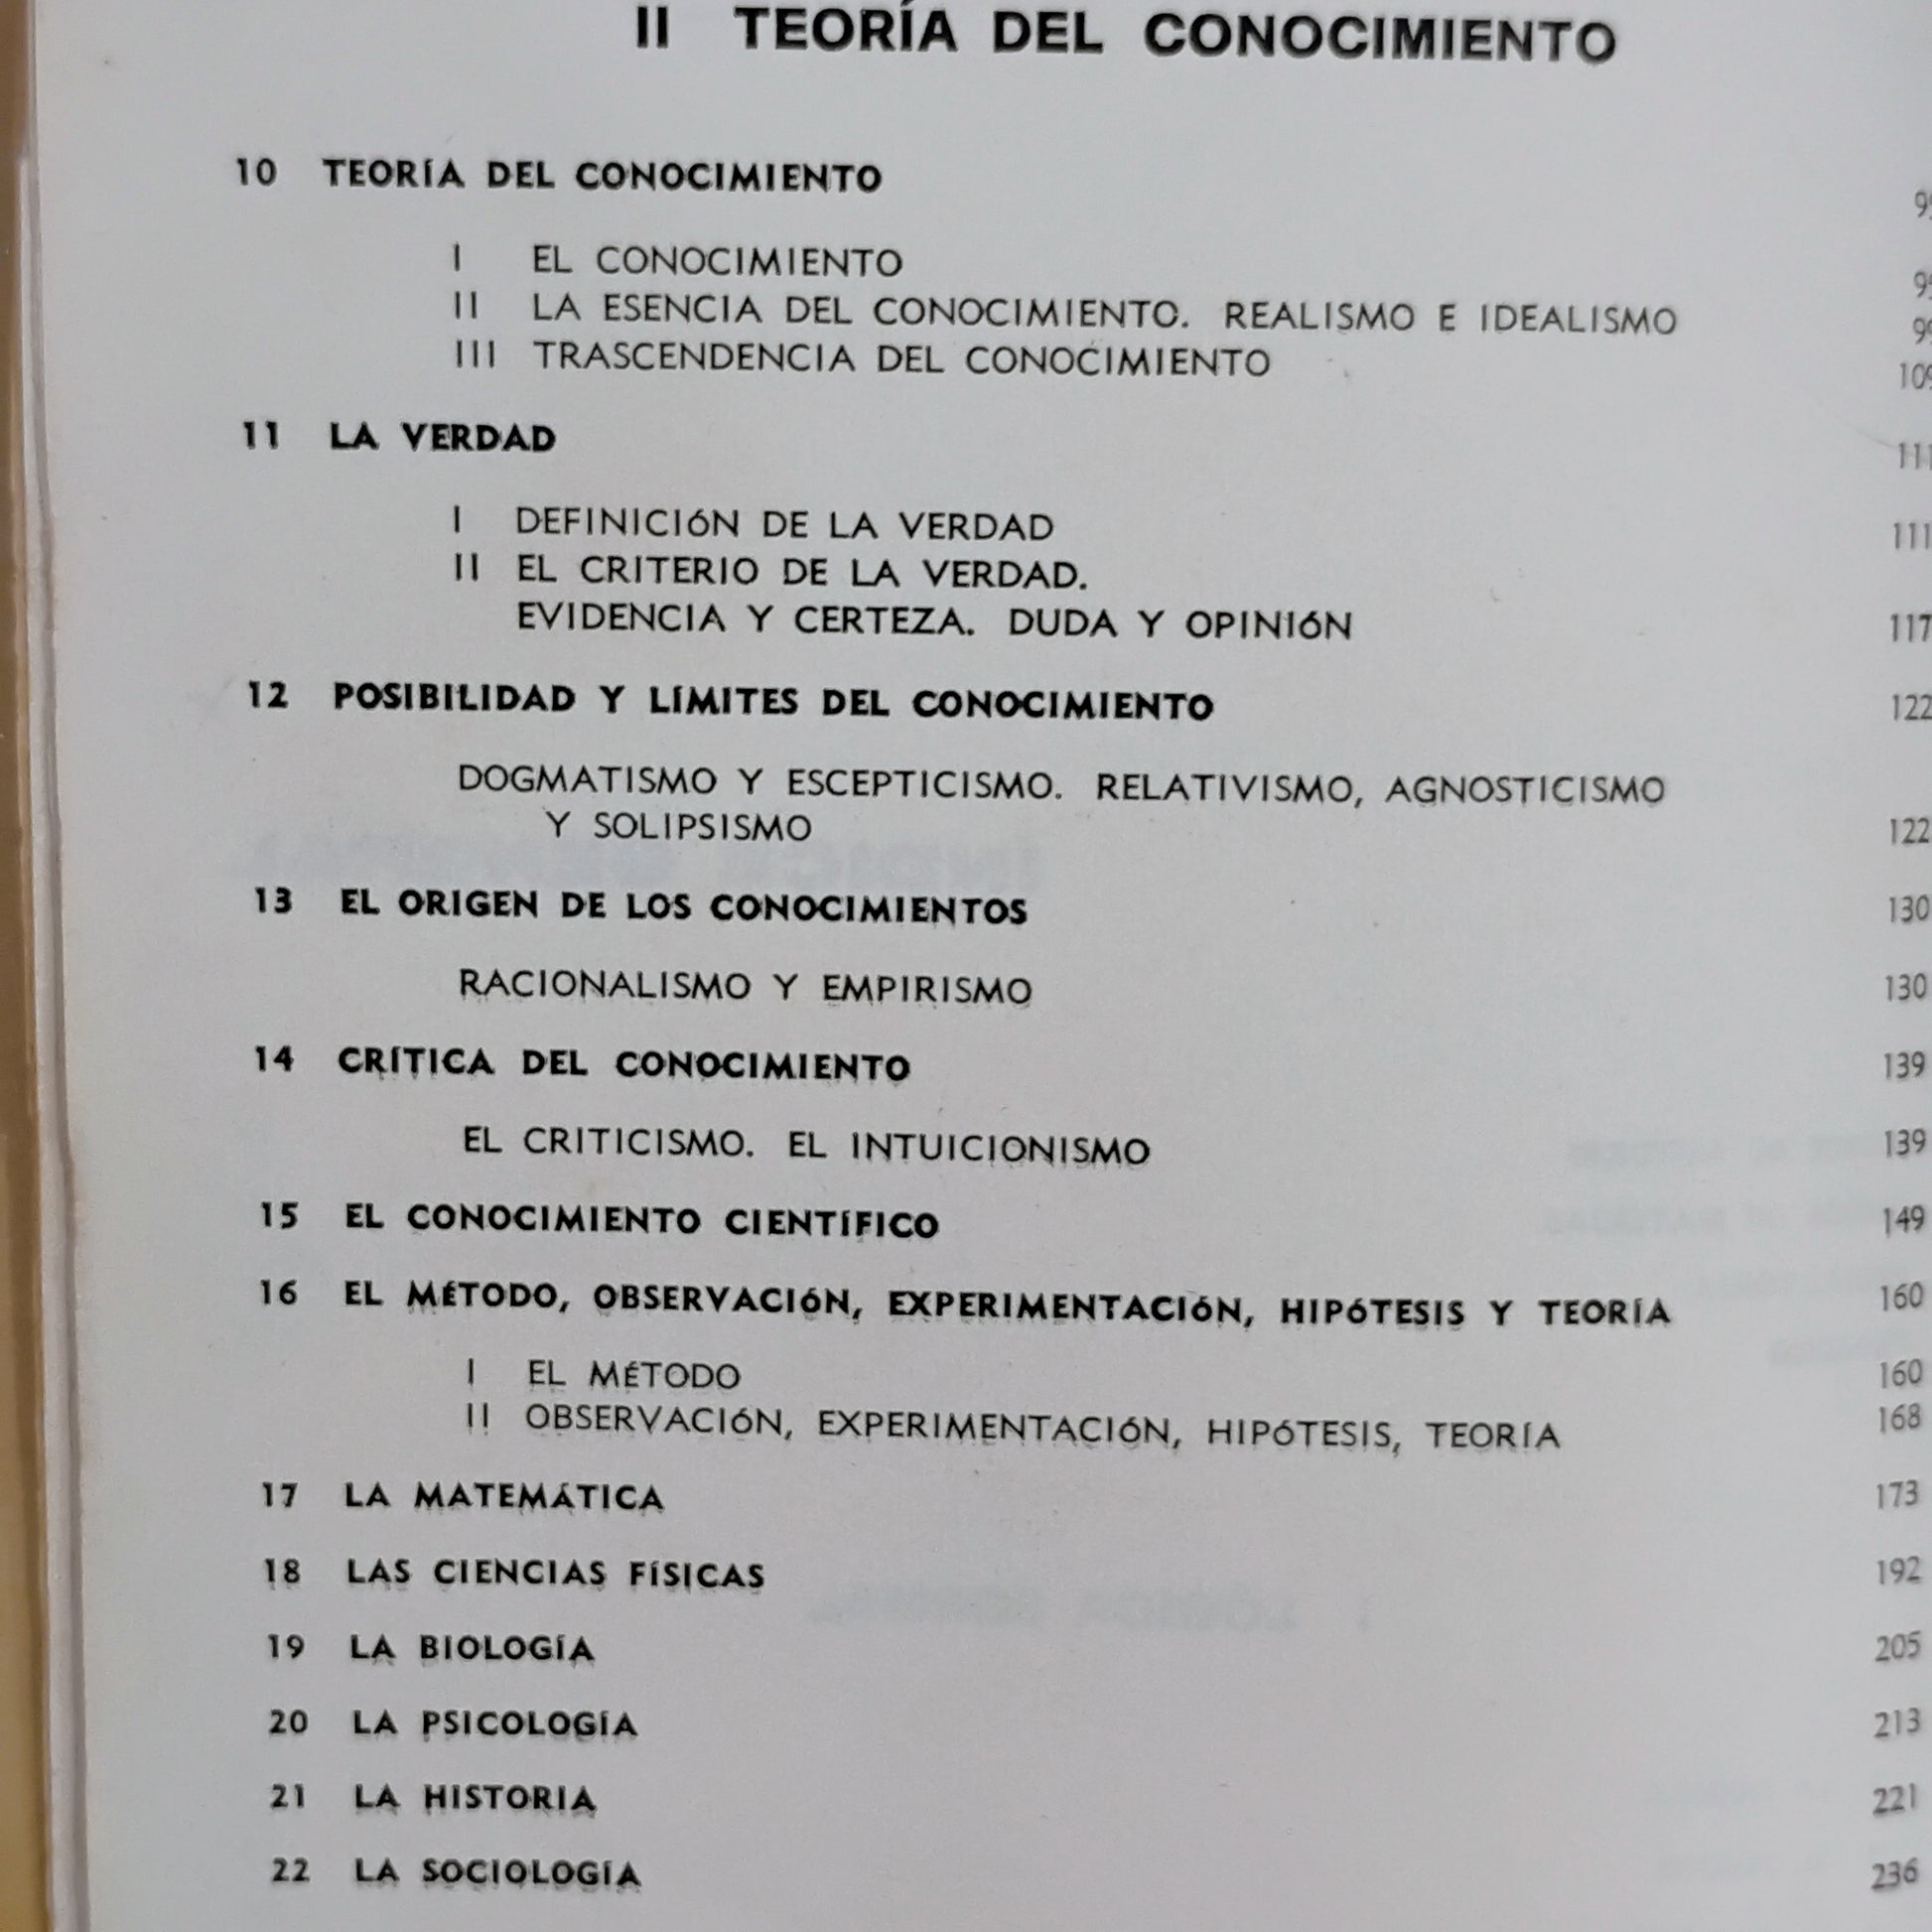 II TEORÍA DEL CONOCIMIENTO
10 TEORÍA DEL CONOCIMIENTO
I EL CONOCIMIENTO
II LA ESENCIA DEL CONOCIMIENTO. REALISMO E IDEALISMO
III TRASCENDENCIA DEL CONOCIMIENTO 109
11 LA VERDAD 111
I DEFINICIÓN DE LA VERDAD 111
II EL CRITERIO DE LA VERDAD.
EVIDENCIA Y CERTEZA. DUDA Y OPINIÓN 117
12 POSIBILIDAD Y LÍMITES DEL CONOCIMIENTO 122
DOGMATISMO Y ESCEPTICISMO. RELATIVISMO, AGNOSTICISMO
Y SOLIPSISMO 122
13 EL ORIGEN DE LOS CONOCIMIENTOS 130
RACIONALISMO Y EMPIRISMO 130
14 CRÍTICA DEL CONOCIMIENTO 139
EL CRITICISMO. EL INTUICIONISMO 139
15 EL CONOCIMIENTO CIENTÍFICO 149
16 EL MÉTODO, OBSERVACIÓN, EXPERIMENTACIÓN, HIPÓTESIS Y TEORÍA 160
I EL MÉTODO 160
II OBSERVACIÓN, EXPERIMENTACIÓN, HIPÓTESIS, TEORÍA 168
17 LA MATEMÁTICA 173
18 LAS CIENCIAS FÍSICAS 192
19 LA BIOLOGÍA 205
20 LA PSICOLOGÍA 213
21 LA HISTORIA 221
22 LA SOCIOLOGÍA 236